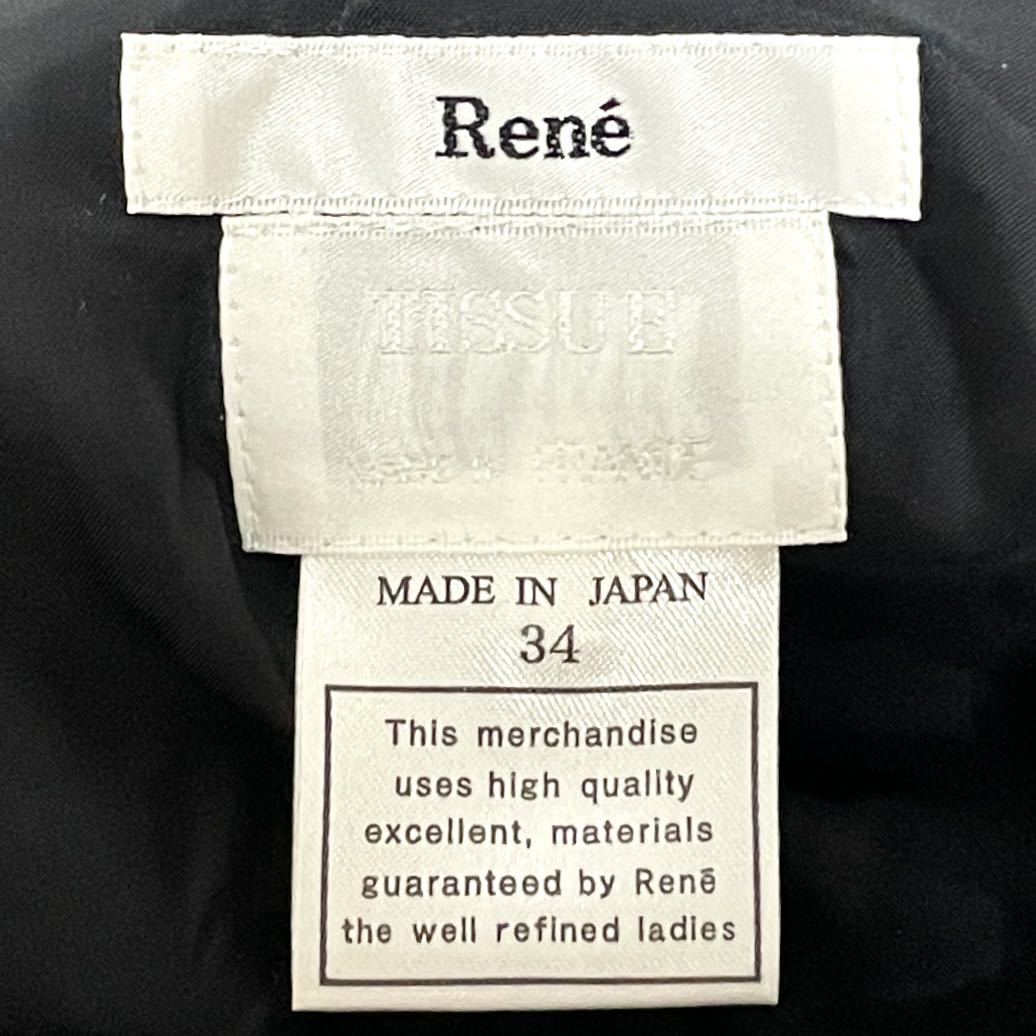 René
TISSUE
FRANCE
MADE IN JAPAN
34
This merchandise
uses high quality
excellent, materials
guaranteed by Renē
the well refined ladies